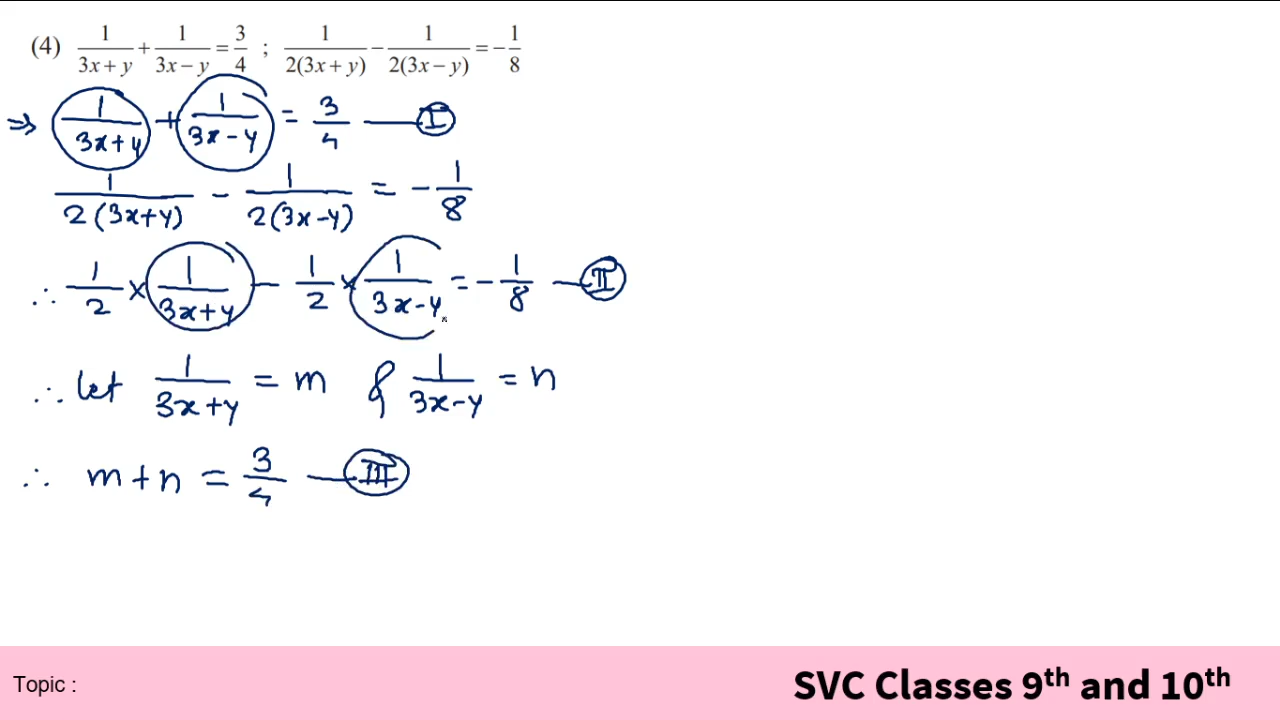 (4) 1/(3x + y) + 1/(3x − y) = 3/4 ; 1/(2(3x + y)) − 1/(2(3x − y)) = −1/8
⇒ 1/(3x+y) + 1/(3x−y) = 3/4 — I
1/(2(3x+y)) − 1/(2(3x−y)) = −1/8
∴ 1/2 × 1/(3x+y) − 1/2 × 1/(3x−y) = −1/8 — II
∴ let 1/(3x+y) = m & 1/(3x−y) = n
∴ m+n = 3/4 — III
Topic :
SVC Classes 9th and 10th